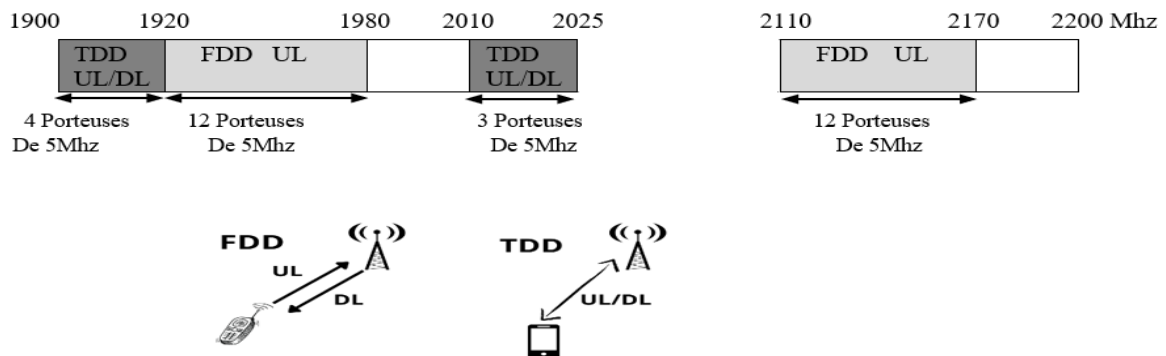 1900 1920 1980 2010 2025 2110 2170 2200 Mhz
TDD FDD UL TDD FDD UL
UL/DL UL/DL
4 Porteuses 12 Porteuses 3 Porteuses 12 Porteuses
De 5Mhz De 5Mhz De 5Mhz De 5Mhz
FDD TDD
UL
DL UL/DL